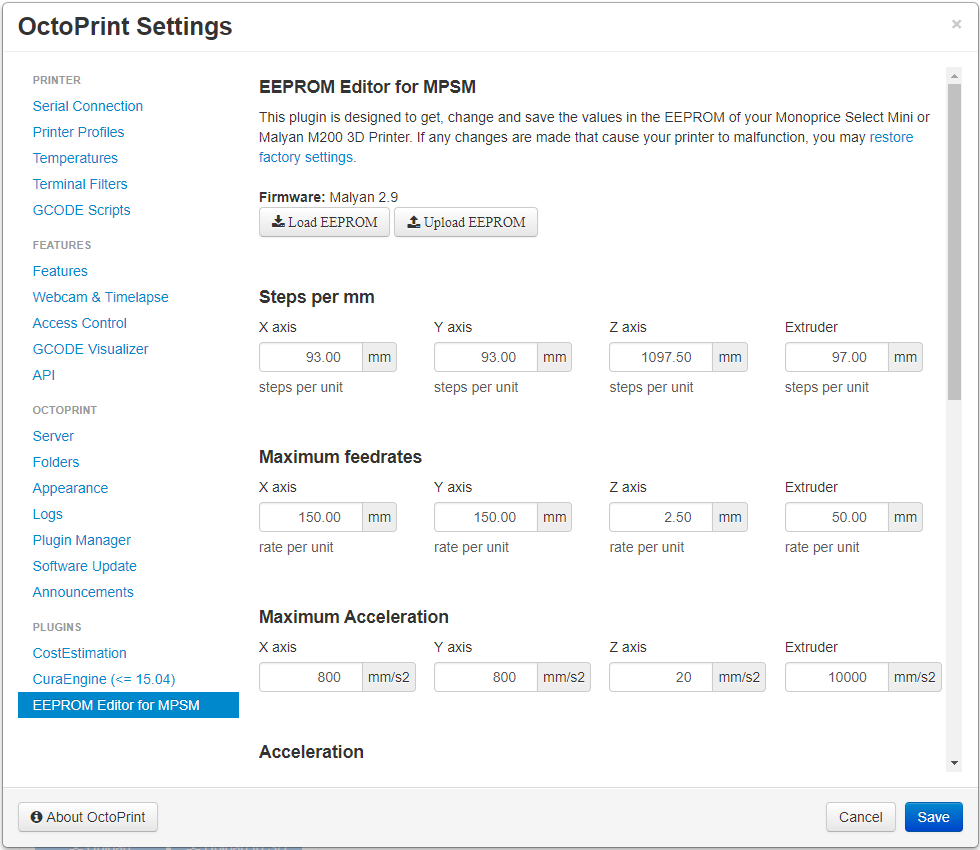 OctoPrint Settings
×
PRINTER
Serial Connection
Printer Profiles
Temperatures
Terminal Filters
GCODE Scripts
FEATURES
Features
Webcam & Timelapse
Access Control
GCODE Visualizer
API
OCTOPRINT
Server
Folders
Appearance
Logs
Plugin Manager
Software Update
Announcements
PLUGINS
CostEstimation
CuraEngine (<= 15.04)
EEPROM Editor for MPSM
EEPROM Editor for MPSM
This plugin is designed to get, change and save the values in the EEPROM of your Monoprice Select Mini or
Malyan M200 3D Printer. If any changes are made that cause your printer to malfunction, you may restore
factory settings.
Firmware: Malyan 2.9
Load EEPROM Upload EEPROM
Steps per mm
X axis Y axis Z axis Extruder
93.00 mm 93.00 mm 1097.50 mm 97.00 mm
steps per unit steps per unit steps per unit steps per unit
Maximum feedrates
X axis Y axis Z axis Extruder
150.00 mm 150.00 mm 2.50 mm 50.00 mm
rate per unit rate per unit rate per unit rate per unit
Maximum Acceleration
X axis Y axis Z axis Extruder
800 mm/s2 800 mm/s2 20 mm/s2 10000 mm/s2
Acceleration
About OctoPrint Cancel Save